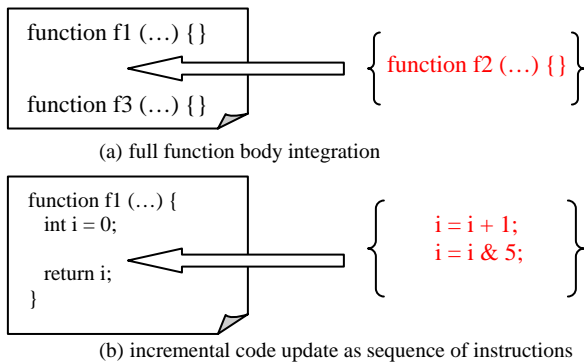 function f1 (…) {}
function f2 (…) {}
function f3 (…) {}
(a) full function body integration
function f1 (…) {
int i = 0;
i = i + 1;
i = i & 5;
return i;
}
(b) incremental code update as sequence of instructions